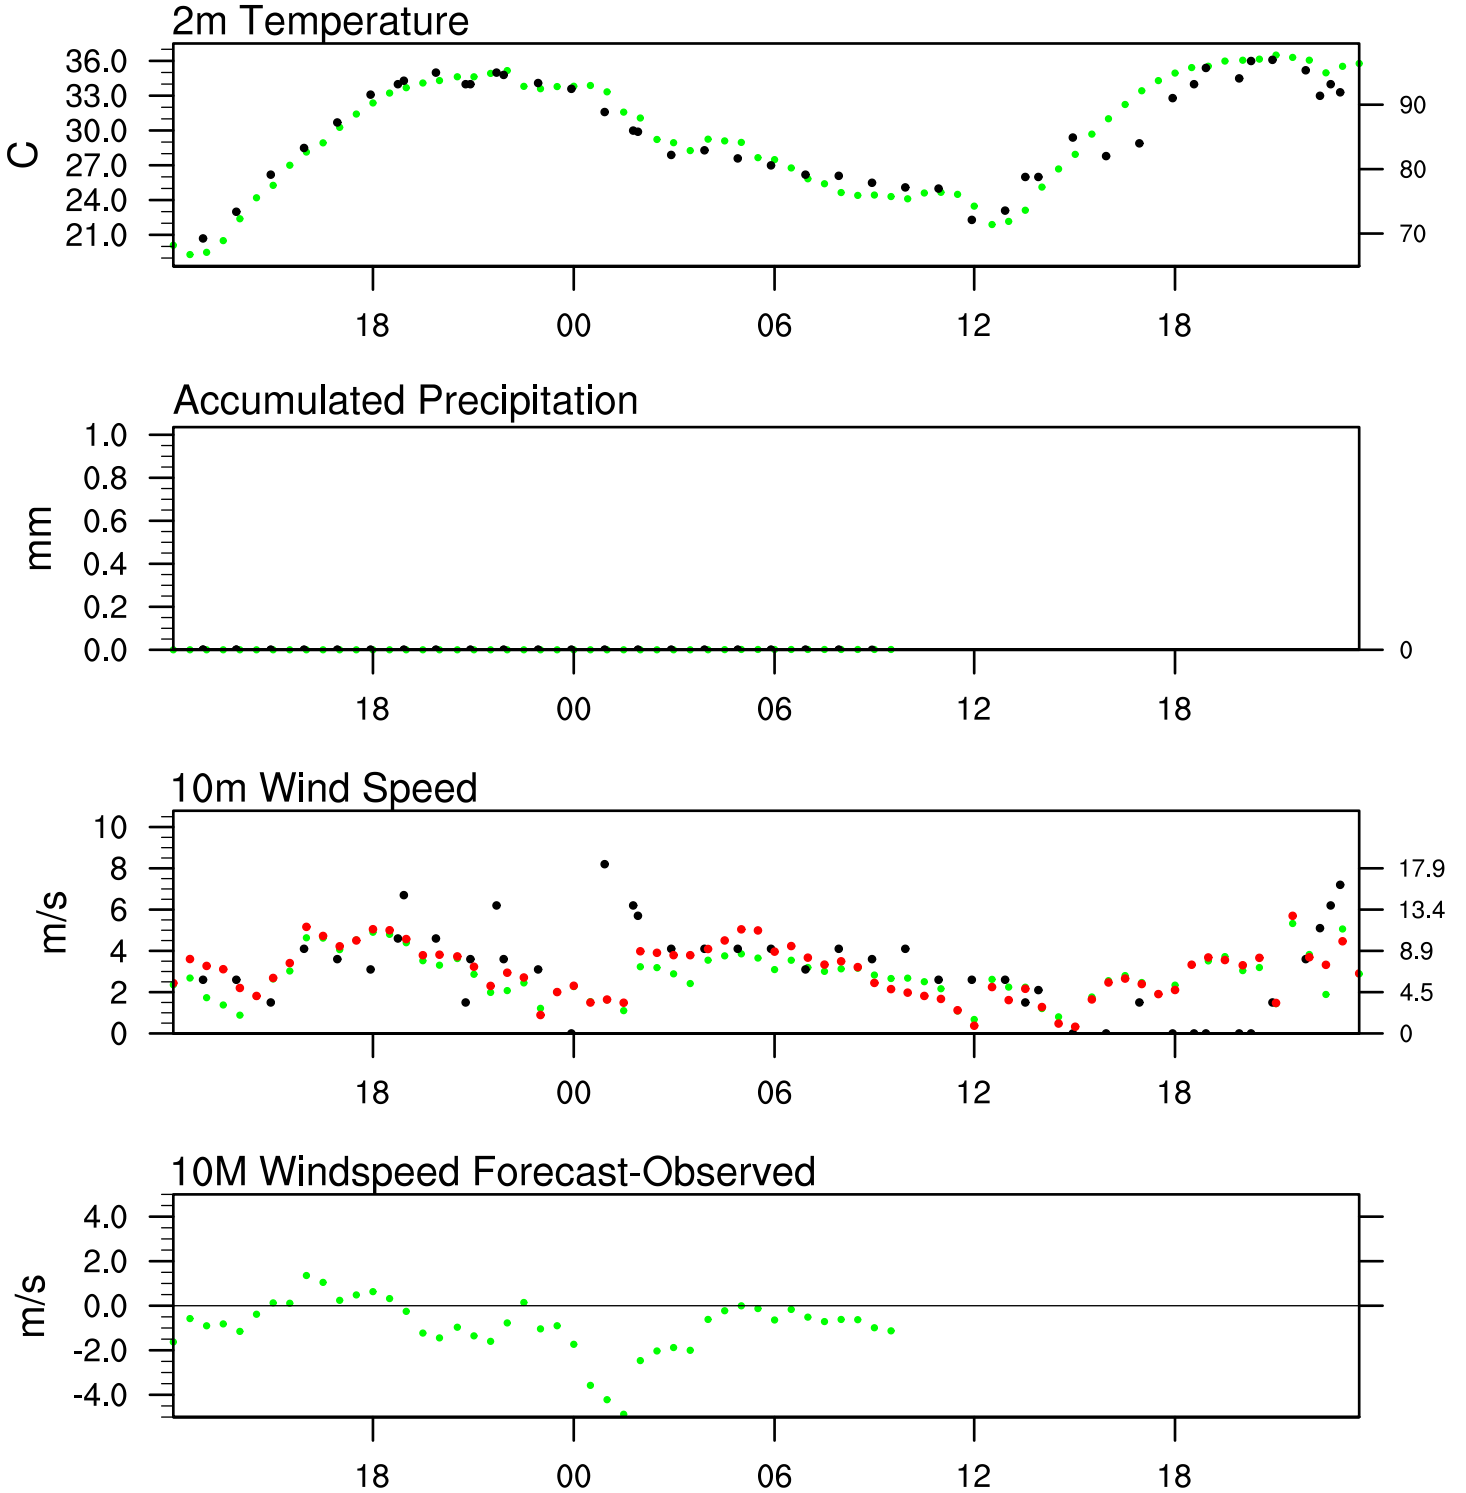 2m Temperature
36.0
33.0
90
30.0
C
27.0
80
24.0
21.0
70
18 00 06 12 18
Accumulated Precipitation
1.0
0.8
0.6
mm
0.4
0.2
0.0 0
18 00 06 12 18
10m Wind Speed
10
8 17.9
6 13.4
m/s
4 8.9
2 4.5
0 0
18 00 06 12 18
10M Windspeed Forecast-Observed
4.0
2.0
0.0
m/s
-2.0
-4.0
18 00 06 12 18